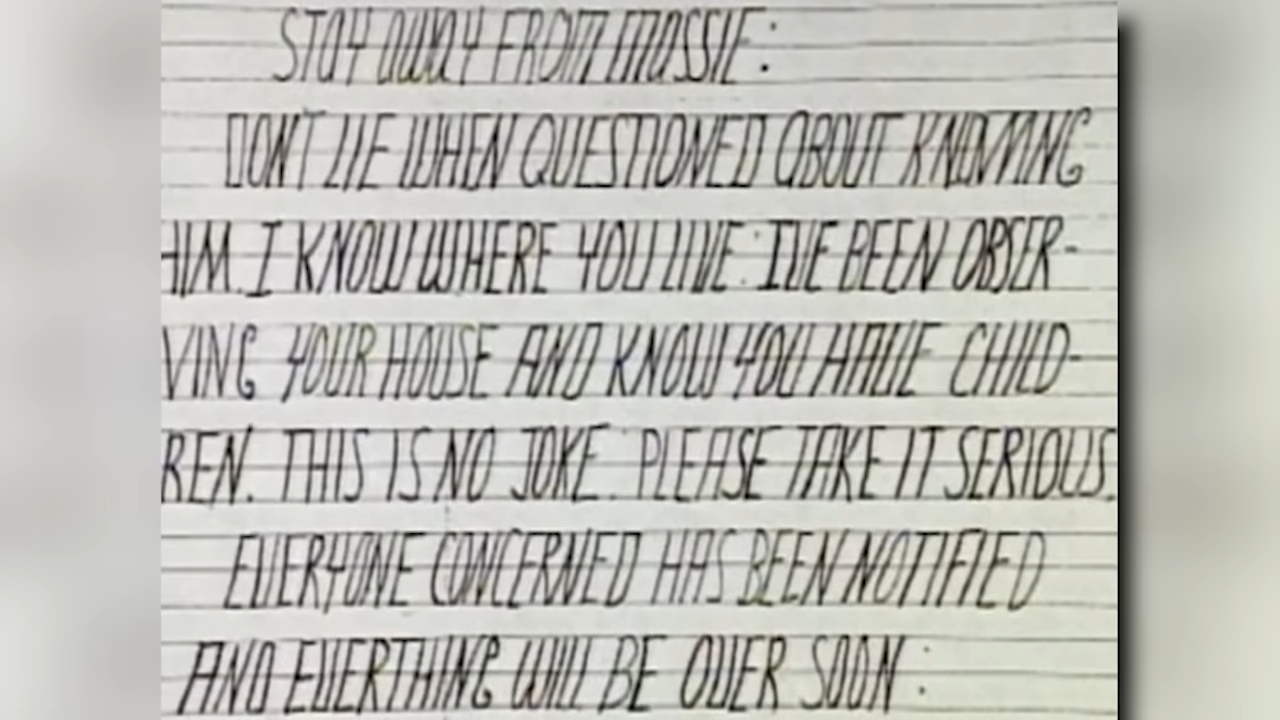 STAY AWAY FROM MASSIE:
DON'T LIE WHEN QUESTIONED ABOUT KNOWING
HIM. I KNOW WHERE YOU LIVE: I'VE BEEN OBSER-
VING YOUR HOUSE AND KNOW YOU HAVE CHILD-
REN. THIS IS NO JOKE. PLEASE TAKE IT SERIOUS.
EVERYONE CONCERNED HAS BEEN NOTIFIED
AND EVERTHING WILL BE OVER SOON: